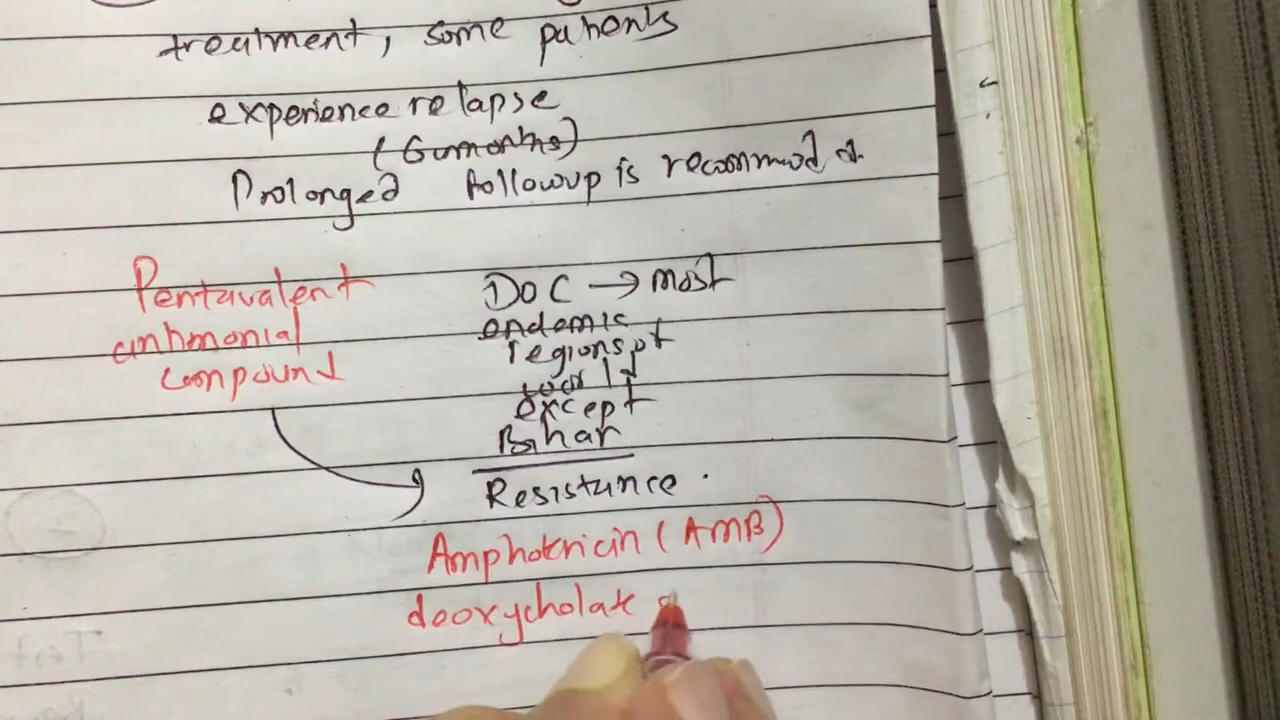 treatment, some patients
experience relapse
(6 months)
Prolonged followup is recommended.
Pentavalent
antimonial
compound
DOC → most
endemic
regions of
world
except
Bihar
Resistance.
Amphotericin (AMB)
deoxycholate